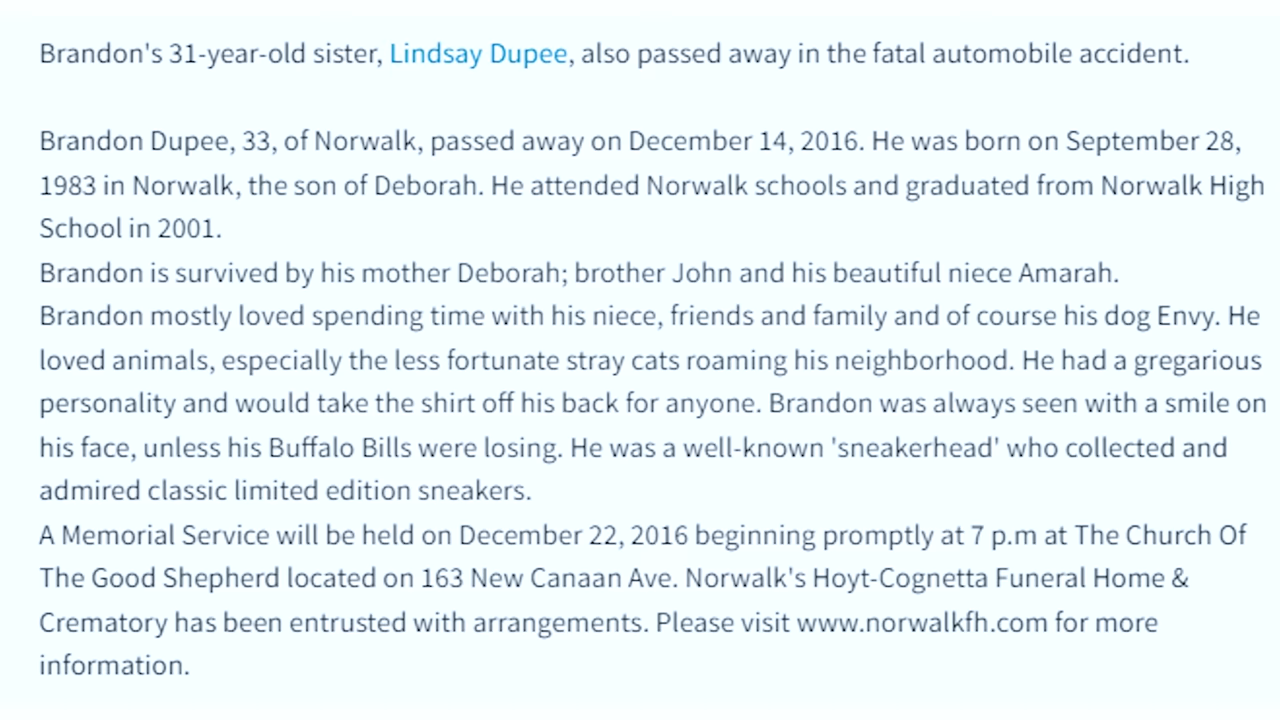 Brandon's 31-year-old sister, Lindsay Dupee, also passed away in the fatal automobile accident.
Brandon Dupee, 33, of Norwalk, passed away on December 14, 2016. He was born on September 28,
1983 in Norwalk, the son of Deborah. He attended Norwalk schools and graduated from Norwalk High
School in 2001.
Brandon is survived by his mother Deborah; brother John and his beautiful niece Amarah.
Brandon mostly loved spending time with his niece, friends and family and of course his dog Envy. He
loved animals, especially the less fortunate stray cats roaming his neighborhood. He had a gregarious
personality and would take the shirt off his back for anyone. Brandon was always seen with a smile on
his face, unless his Buffalo Bills were losing. He was a well-known 'sneakerhead' who collected and
admired classic limited edition sneakers.
A Memorial Service will be held on December 22, 2016 beginning promptly at 7 p.m at The Church Of
The Good Shepherd located on 163 New Canaan Ave. Norwalk's Hoyt-Cognetta Funeral Home &
Crematory has been entrusted with arrangements. Please visit www.norwalkfh.com for more
information.